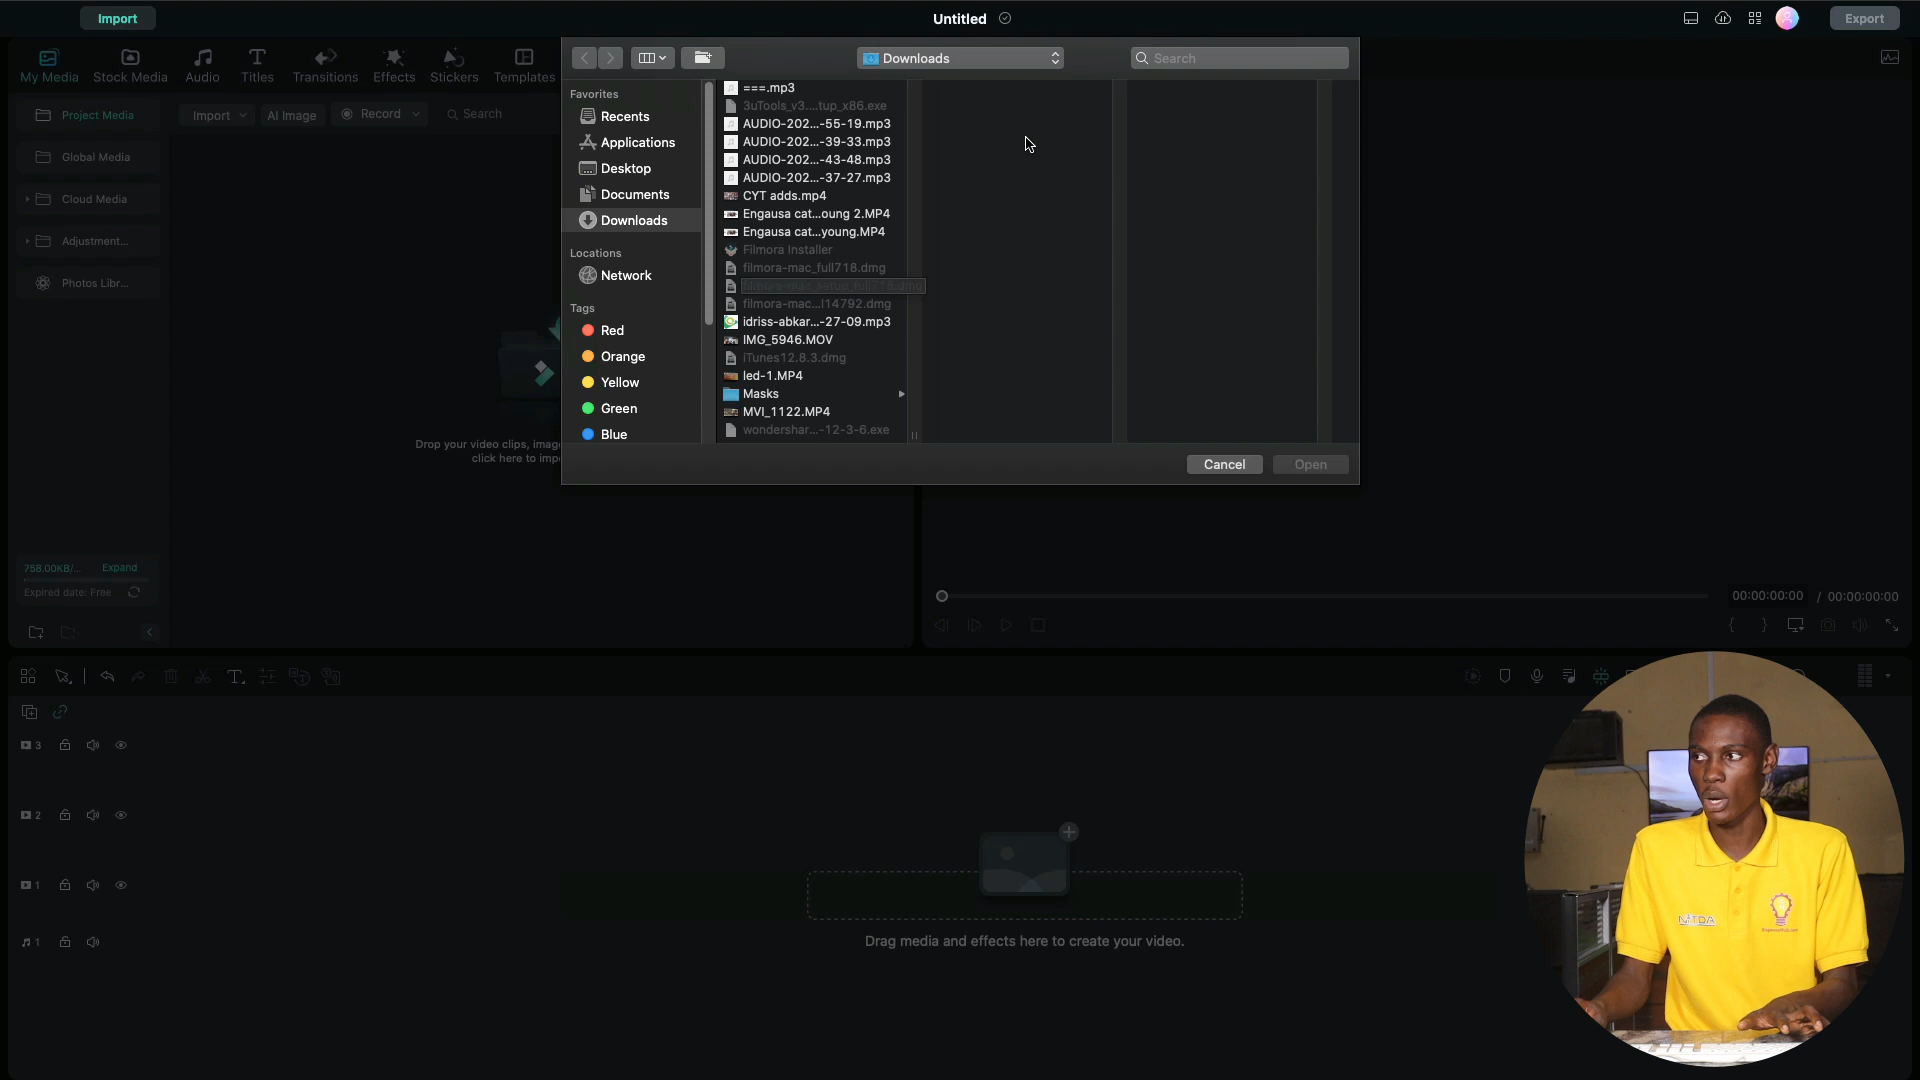 Import
Untitled
Export
My Media
Stock Media
Audio
Titles
Transitions
Effects
Stickers
Templates
Downloads
Search
Project Media
Import
AI Image
Record
Search
Global Media
Cloud Media
Adjustment...
Photos Libr...
Favorites
Recents
Applications
Desktop
Documents
Downloads
Locations
Network
Tags
Red
Orange
Yellow
Green
Blue
===.mp3
3uTools_v3....tup_x86.exe
AUDIO-202...-55-19.mp3
AUDIO-202...-39-33.mp3
AUDIO-202...-43-48.mp3
AUDIO-202...-37-27.mp3
CYT adds.mp4
Engausa cat...oung 2.MP4
Engausa cat...young.MP4
Filmora Installer
filmora-mac_full718.dmg
filmora-mac...l14792.dmg
idriss-abkar...-27-09.mp3
IMG_5946.MOV
iTunes12.8.3.dmg
led-1.MP4
Masks
MVI_1122.MP4
wondershar...-12-3-6.exe
Cancel
Open
Drop your video clips, imag
click here to imp
758.00KB/...
Expand
Expired date: Free
00:00:00:00 / 00:00:00:00
3
2
1
1
Drag media and effects here to create your video.
NITDA